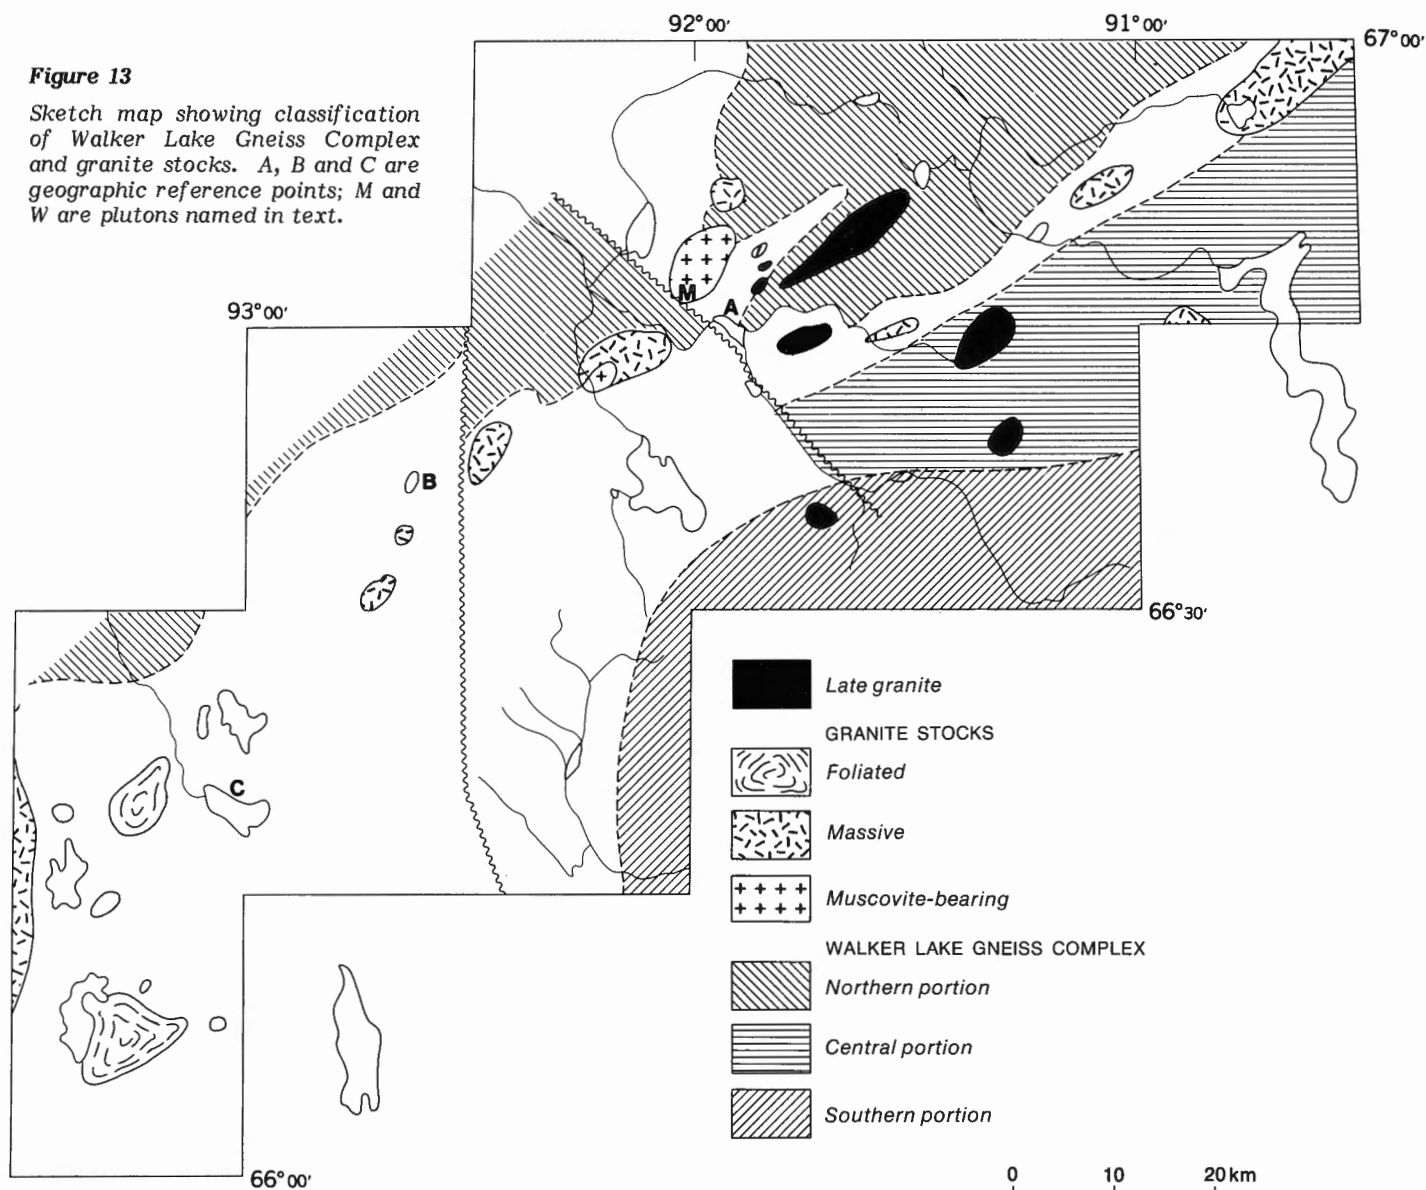 92° 00'
91° 00'
67° 00'
Figure 13
Sketch map showing classification
of Walker Lake Gneiss Complex
and granite stocks. A, B and C are
geographic reference points; M and
W are plutons named in text.
M
A
93° 00'
B
66° 30'
C
Late granite
GRANITE STOCKS
Foliated
Massive
Muscovite-bearing
WALKER LAKE GNEISS COMPLEX
Northern portion
Central portion
Southern portion
66° 00'
0 10 20 km